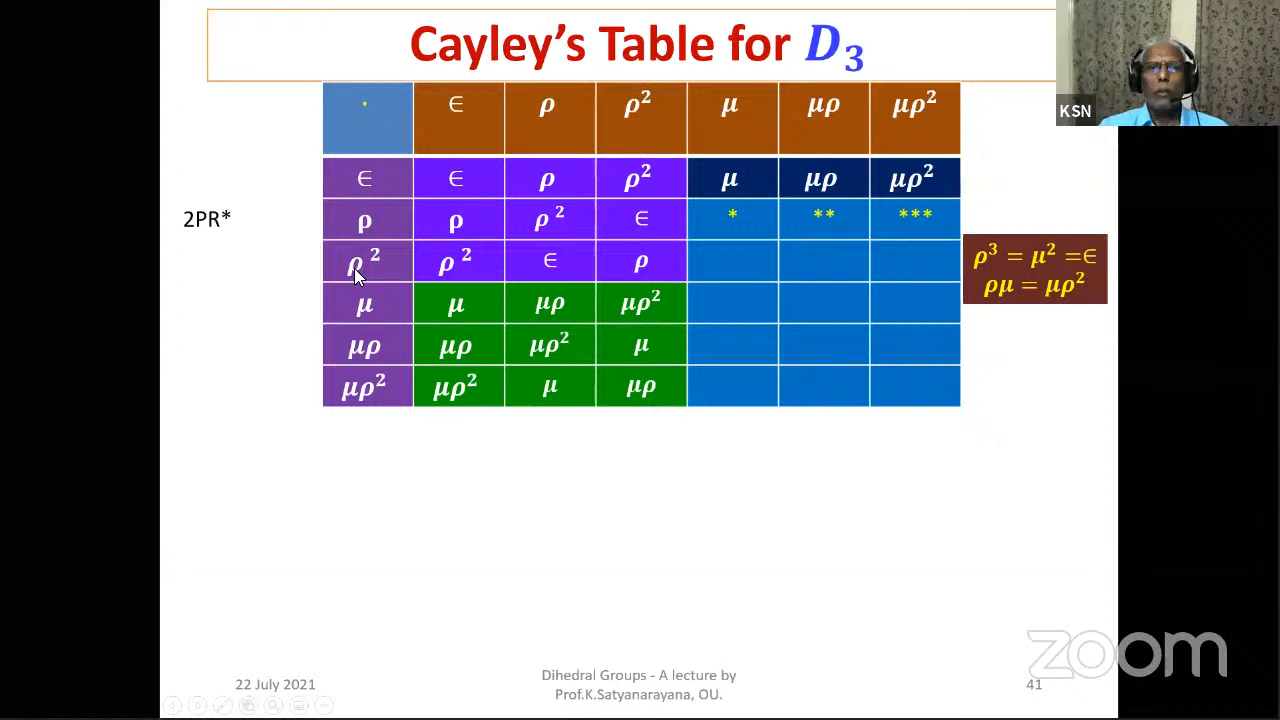 Cayley's Table for D₃
KSN
· ∈ ρ ρ² μ μρ μρ²
∈ ∈ ρ ρ² μ μρ μρ²
2PR* ρ ρ ρ² ∈ * ** ***
ρ² ρ² ∈ ρ
ρ³ = μ² =∈
ρμ = μρ²
μ μ μρ μρ²
μρ μρ μρ² μ
μρ² μρ² μ μρ
zoom
22 July 2021
Dihedral Groups - A lecture by
Prof.K.Satyanarayana, OU.
41